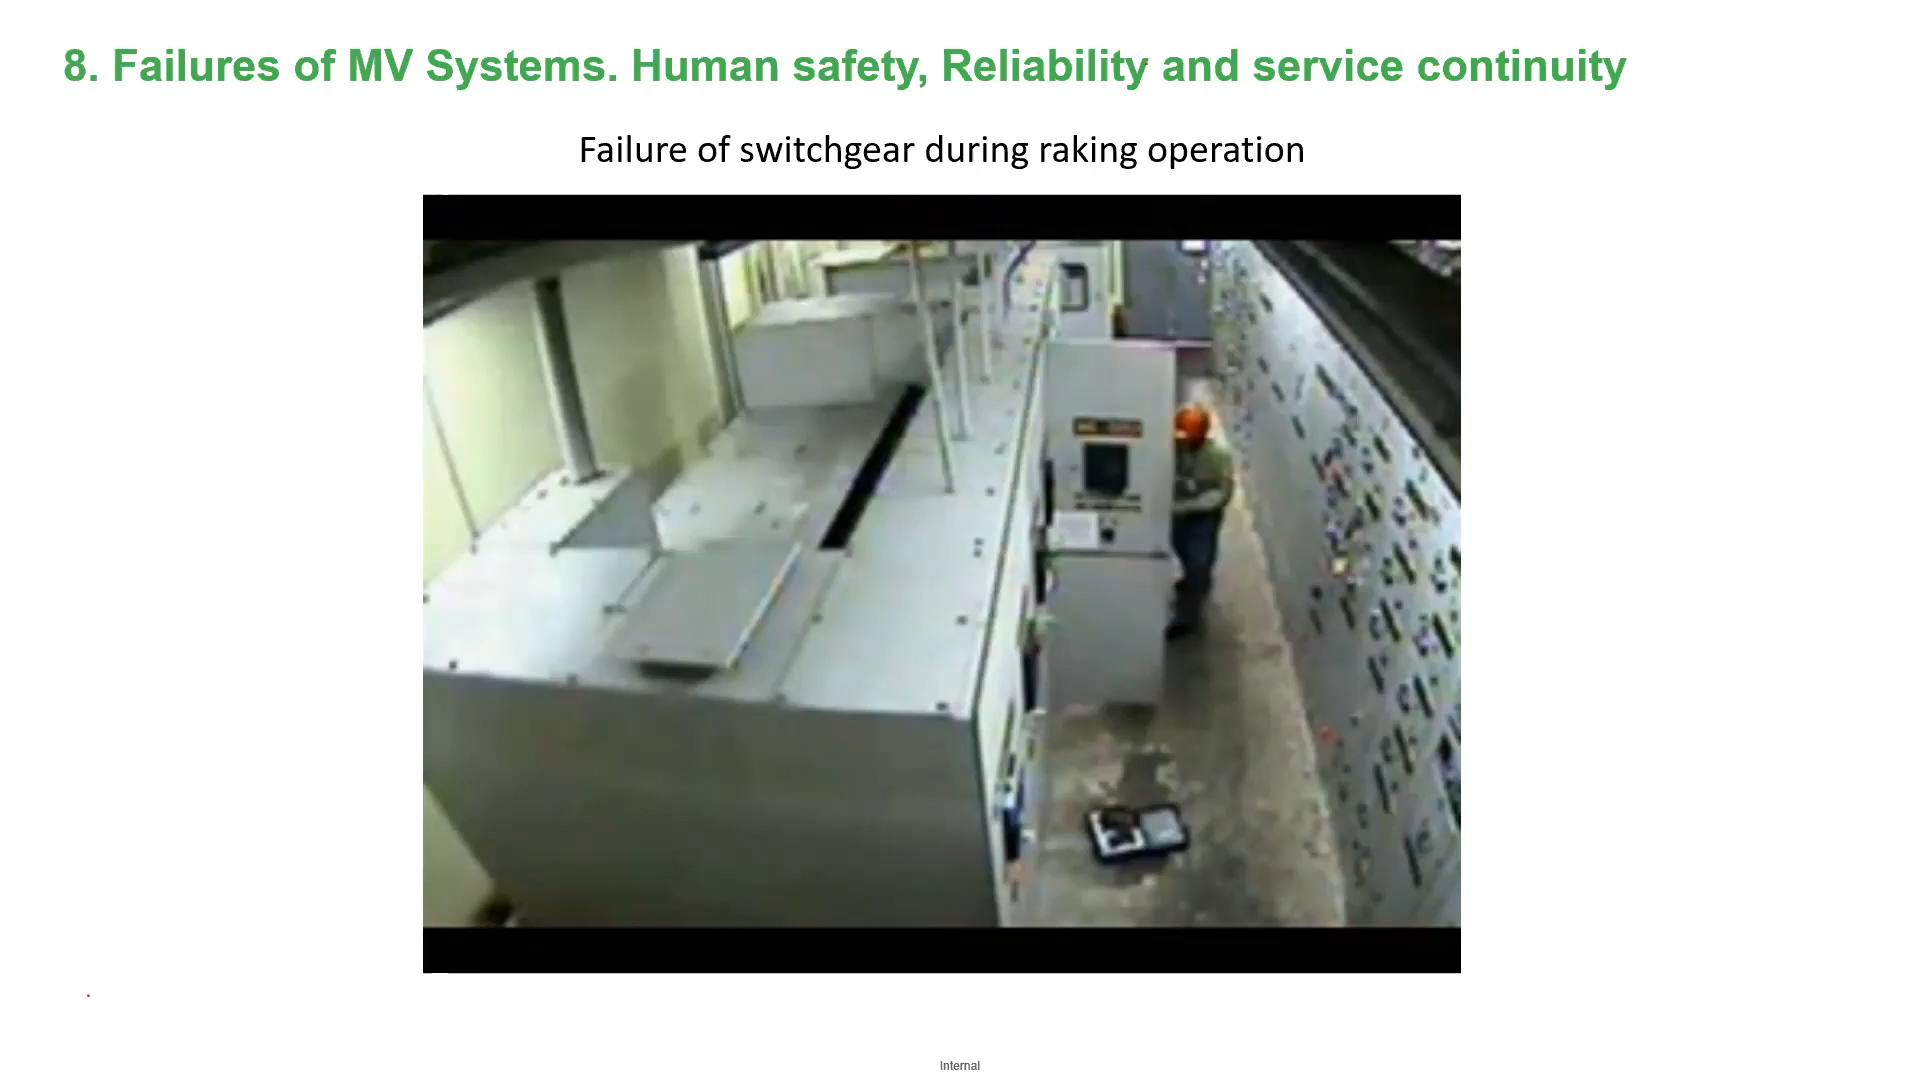 8. Failures of MV Systems. Human safety, Reliability and service continuity
Failure of switchgear during raking operation
Internal